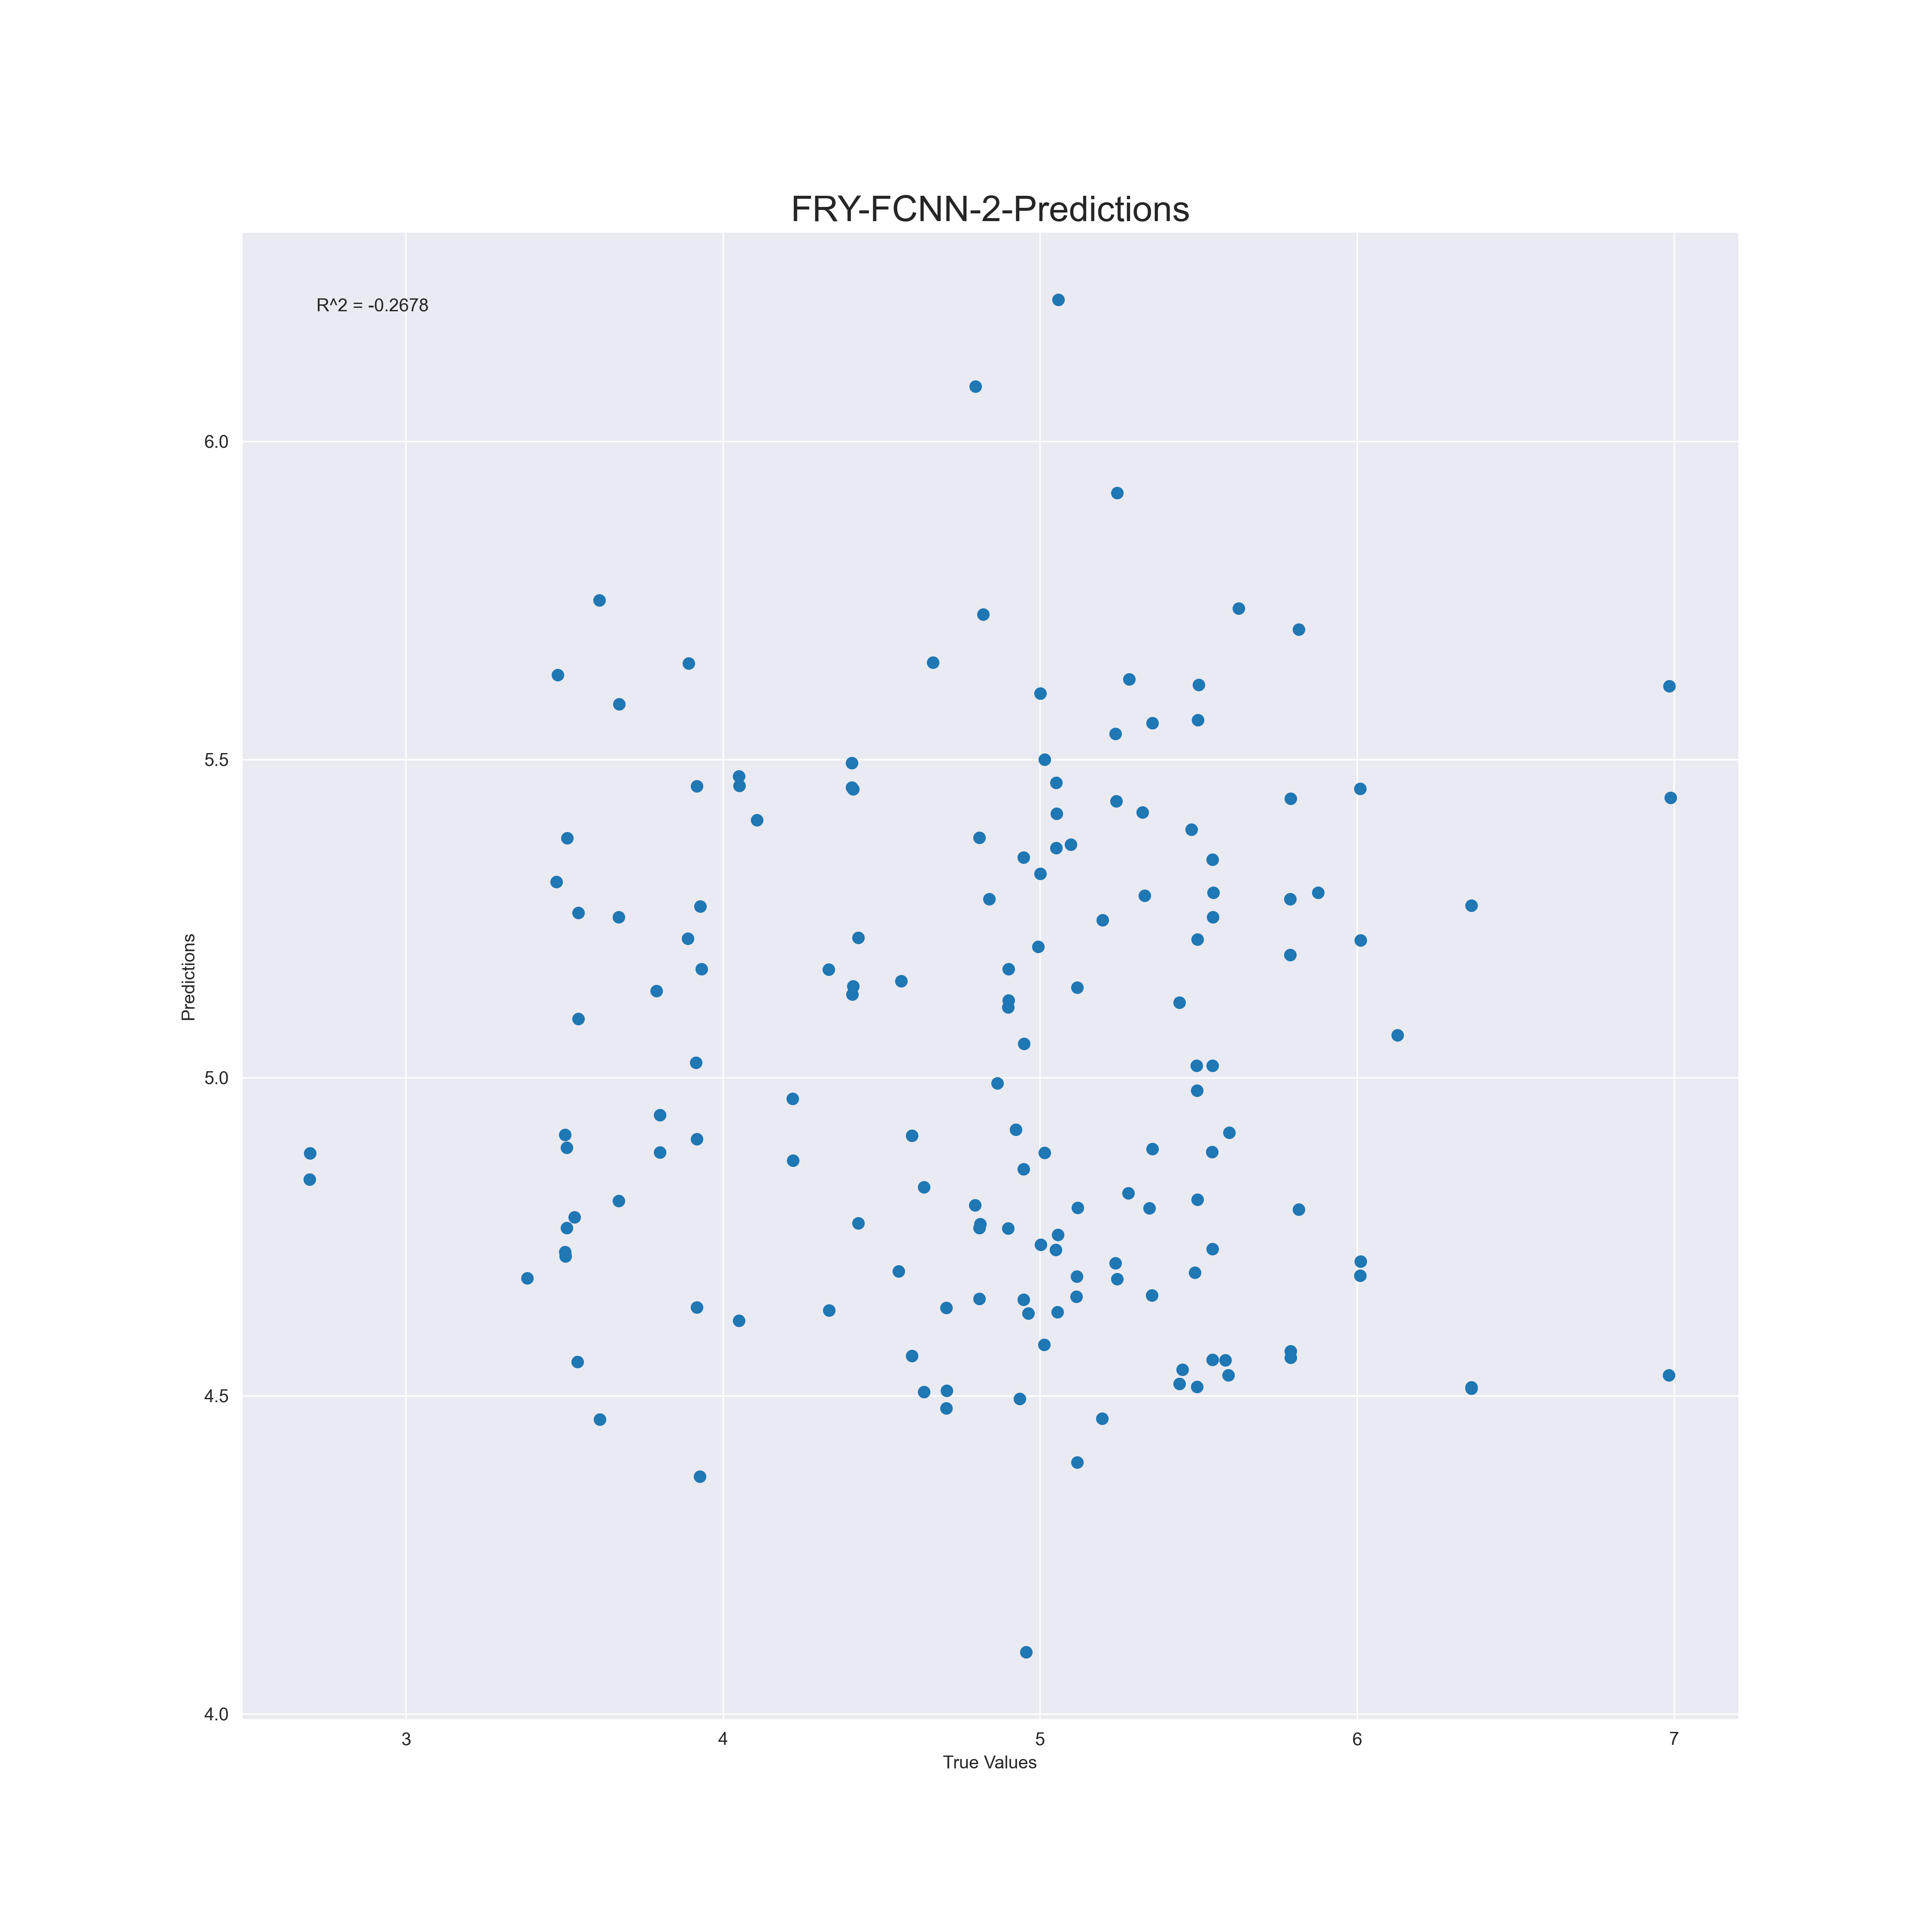 FRY-FCNN-2-Predictions
R^2 = -0.2678
6.0
5.5
5.0
4.5
4.0
Predictions
3 4 5 6 7
True Values